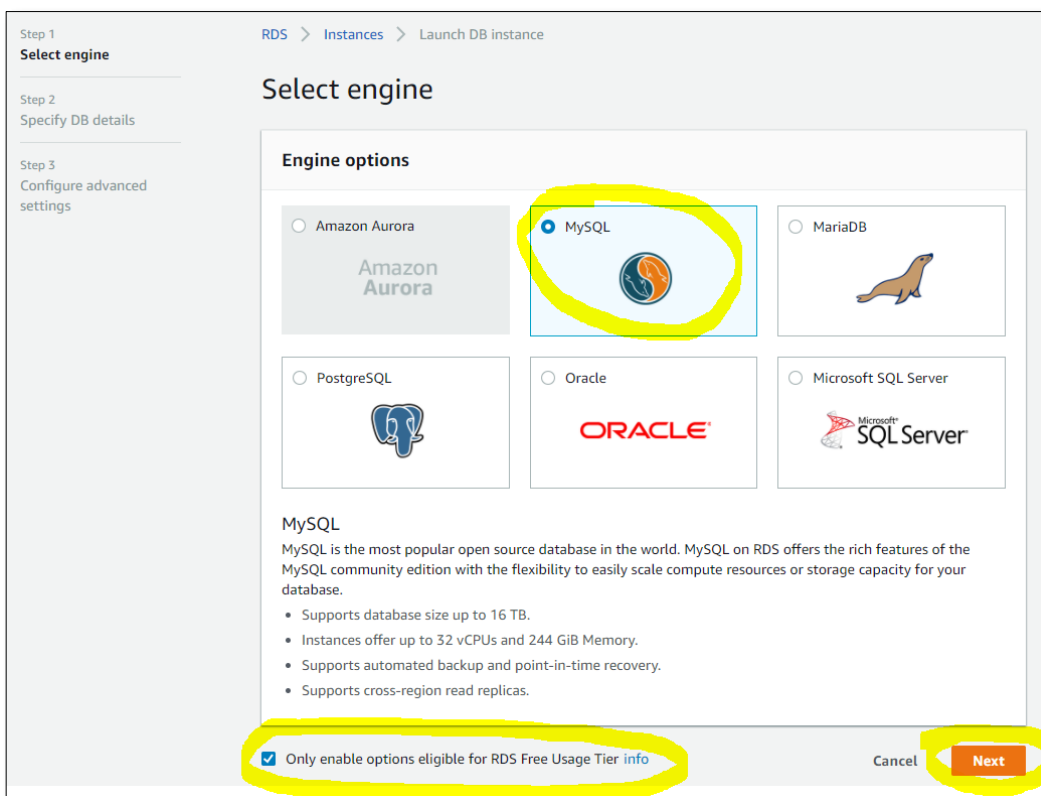 Step 1
Select engine
Step 2
Specify DB details
Step 3
Configure advanced
settings
RDS > Instances > Launch DB instance
Select engine
Engine options
Amazon Aurora
Amazon
Aurora
MySQL
MariaDB
PostgreSQL
Oracle
ORACLE
Microsoft SQL Server
Microsoft
SQL Server
MySQL
MySQL is the most popular open source database in the world. MySQL on RDS offers the rich features of the
MySQL community edition with the flexibility to easily scale compute resources or storage capacity for your
database.
• Supports database size up to 16 TB.
• Instances offer up to 32 vCPUs and 244 GiB Memory.
• Supports automated backup and point-in-time recovery.
• Supports cross-region read replicas.
Only enable options eligible for RDS Free Usage Tier info
Cancel
Next